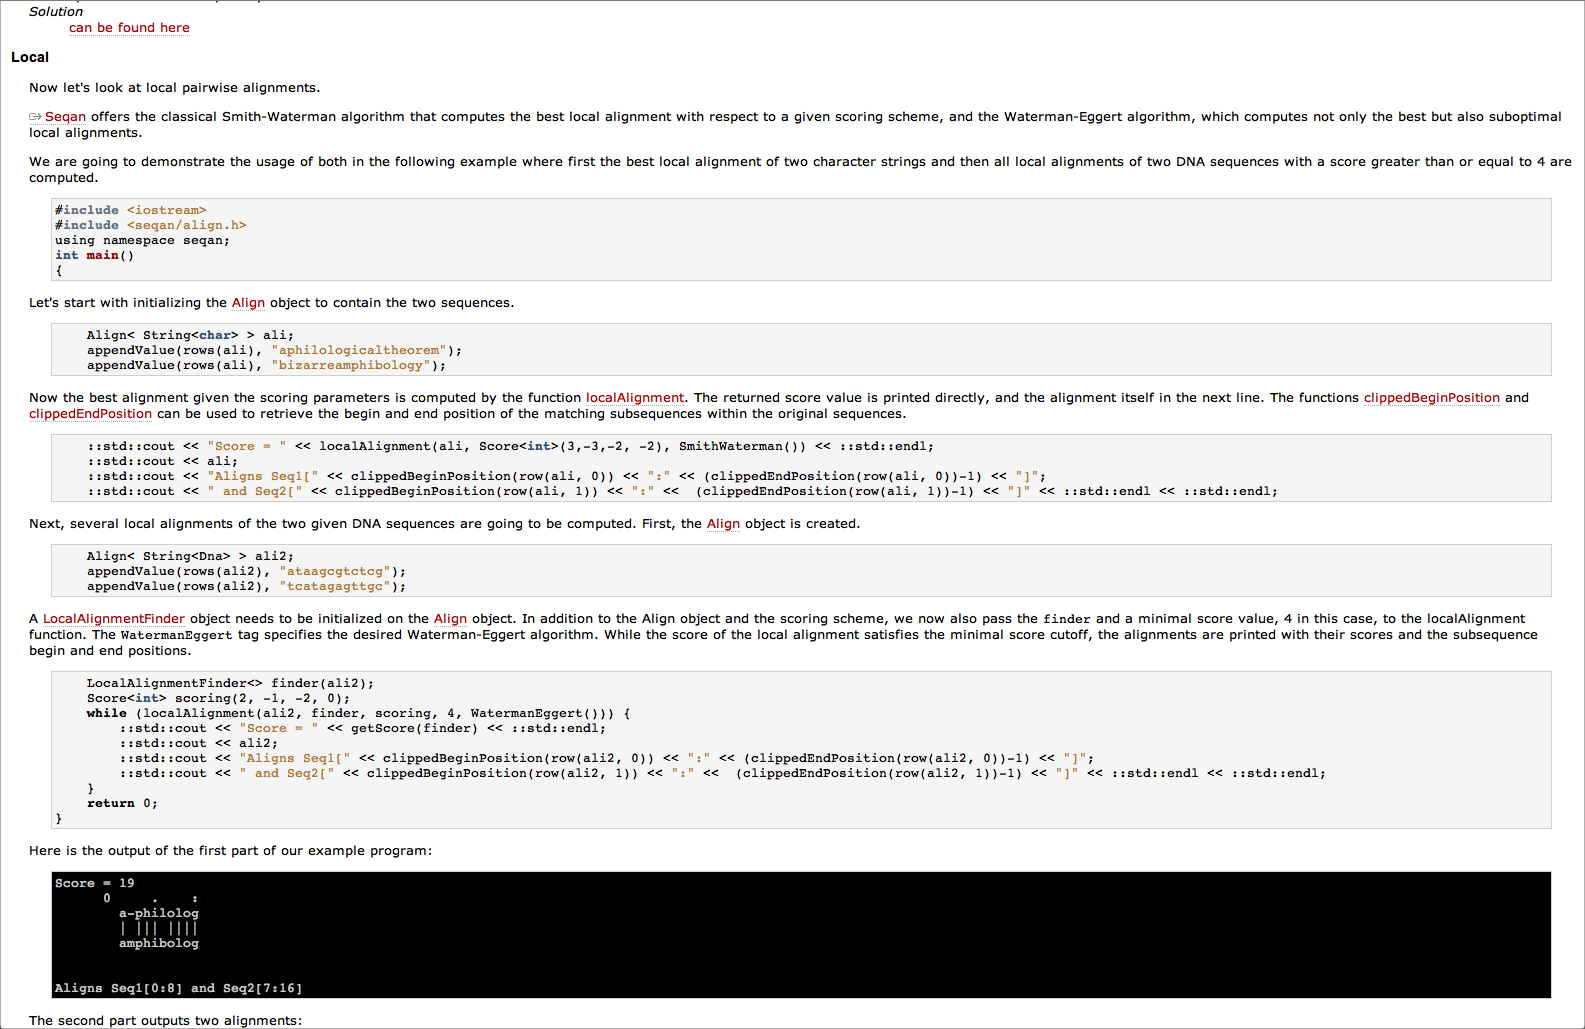 Solution
can be found here
Local
Now let's look at local pairwise alignments.
Seqan offers the classical Smith-Waterman algorithm that computes the best local alignment with respect to a given scoring scheme, and the Waterman-Eggert algorithm, which computes not only the best but also suboptimal
local alignments.
We are going to demonstrate the usage of both in the following example where first the best local alignment of two character strings and then all local alignments of two DNA sequences with a score greater than or equal to 4 are
computed.
#include <iostream>
#include <seqan/align.h>
using namespace seqan;
int main()
{
Let's start with initializing the Align object to contain the two sequences.
    Align< String<char> > ali;
    appendValue(rows(ali), "aphilologicaltheorem");
    appendValue(rows(ali), "bizarreamphibology");
Now the best alignment given the scoring parameters is computed by the function localAlignment. The returned score value is printed directly, and the alignment itself in the next line. The functions clippedBeginPosition and
clippedEndPosition can be used to retrieve the begin and end position of the matching subsequences within the original sequences.
    ::std::cout << "Score = " << localAlignment(ali, Score<int>(3,-3,-2, -2), SmithWaterman()) << ::std::endl;
    ::std::cout << ali;
    ::std::cout << "Aligns Seq1[" << clippedBeginPosition(row(ali, 0)) << ":" << (clippedEndPosition(row(ali, 0))-1) << "]";
    ::std::cout << " and Seq2[" << clippedBeginPosition(row(ali, 1)) << ":" <<  (clippedEndPosition(row(ali, 1))-1) << "]" << ::std::endl << ::std::endl;
Next, several local alignments of the two given DNA sequences are going to be computed. First, the Align object is created.
    Align< String<Dna> > ali2;
    appendValue(rows(ali2), "ataagcgtctcg");
    appendValue(rows(ali2), "tcatagagttgc");
A LocalAlignmentFinder object needs to be initialized on the Align object. In addition to the Align object and the scoring scheme, we now also pass the finder and a minimal score value, 4 in this case, to the localAlignment
function. The WatermanEggert tag specifies the desired Waterman-Eggert algorithm. While the score of the local alignment satisfies the minimal score cutoff, the alignments are printed with their scores and the subsequence
begin and end positions.
    LocalAlignmentFinder<> finder(ali2);
    Score<int> scoring(2, -1, -2, 0);
    while (localAlignment(ali2, finder, scoring, 4, WatermanEggert())) {
        ::std::cout << "Score = " << getScore(finder) << ::std::endl;
        ::std::cout << ali2;
        ::std::cout << "Aligns Seq1[" << clippedBeginPosition(row(ali2, 0)) << ":" << (clippedEndPosition(row(ali2, 0))-1) << "]";
        ::std::cout << " and Seq2[" << clippedBeginPosition(row(ali2, 1)) << ":" <<  (clippedEndPosition(row(ali2, 1))-1) << "]" << ::std::endl << ::std::endl;
    }
    return 0;
}
Here is the output of the first part of our example program:
Score = 19
      0     .    :
        a-philolog
        | ||| ||||
        amphibolog
Aligns Seq1[0:8] and Seq2[7:16]
The second part outputs two alignments: